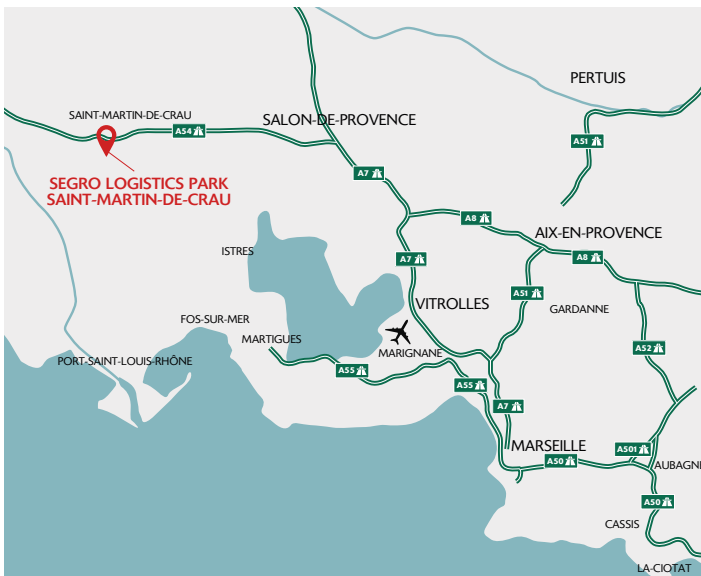 PERTUIS
SAINT-MARTIN-DE-CRAU
SALON-DE-PROVENCE
A54
A51
SEGRO LOGISTICS PARK
SAINT-MARTIN-DE-CRAU
A7
A8
AIX-EN-PROVENCE
ISTRES
A7
A8
A51
VITROLLES
GARDANNE
FOS-SUR-MER
MARTIGUES
MARIGNANE
A52
PORT-SAINT-LOUIS-RHÔNE
A55
A55
A7
MARSEILLE
A501
A50
AUBAGNE
A50
CASSIS
LA-CIOTAT